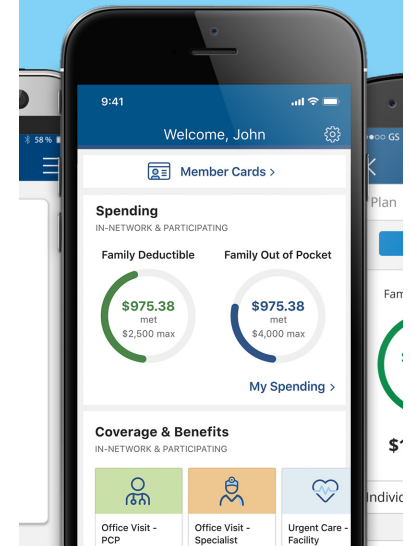 9:41
58 %
GS
Welcome, John
Member Cards >
Plan
Spending
IN-NETWORK & PARTICIPATING
Family Deductible
Family Out of Pocket
$975.38
met
$2,500 max
$975.38
met
$4,000 max
My Spending >
Coverage & Benefits
IN-NETWORK & PARTICIPATING
Office Visit -
PCP
Office Visit -
Specialist
Urgent Care -
Facility